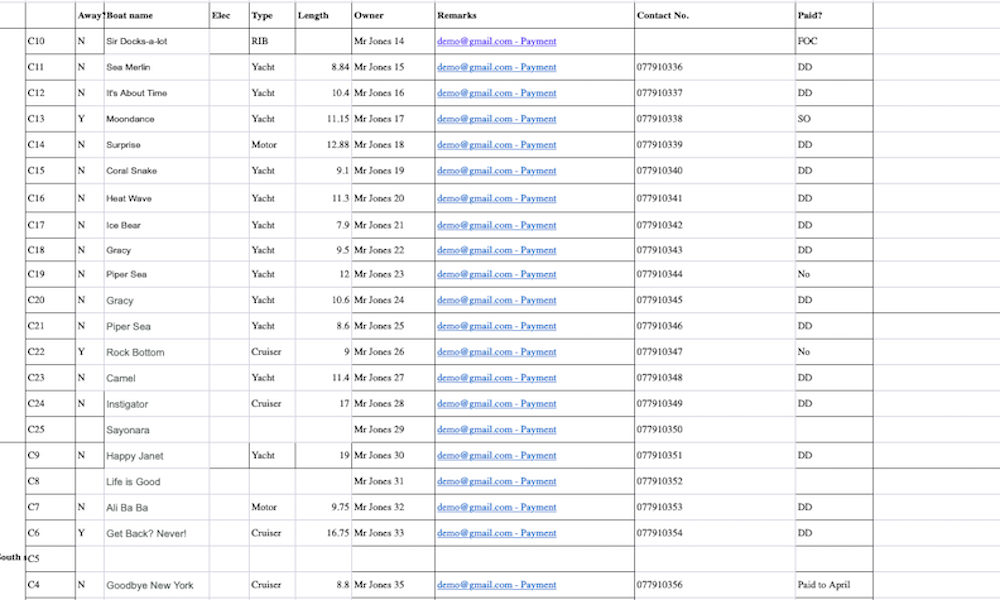 Away? Boat name Elec Type Length Owner Remarks Contact No. Paid?
C10 N Sir Docks-a-lot RIB Mr Jones 14 demo@gmail.com - Payment FOC
C11 N Sea Merlin Yacht 8.84 Mr Jones 15 demo@gmail.com - Payment 077910336 DD
C12 N It's About Time Yacht 10.4 Mr Jones 16 demo@gmail.com - Payment 077910337 DD
C13 Y Moondance Yacht 11.15 Mr Jones 17 demo@gmail.com - Payment 077910338 SO
C14 N Surprise Motor 12.88 Mr Jones 18 demo@gmail.com - Payment 077910339 DD
C15 N Coral Snake Yacht 9.1 Mr Jones 19 demo@gmail.com - Payment 077910340 DD
C16 N Heat Wave Yacht 11.3 Mr Jones 20 demo@gmail.com - Payment 077910341 DD
C17 N Ice Bear Yacht 7.9 Mr Jones 21 demo@gmail.com - Payment 077910342 DD
C18 N Gracy Yacht 9.5 Mr Jones 22 demo@gmail.com - Payment 077910343 DD
C19 N Piper Sea Yacht 12 Mr Jones 23 demo@gmail.com - Payment 077910344 No
C20 N Gracy Yacht 10.6 Mr Jones 24 demo@gmail.com - Payment 077910345 DD
C21 N Piper Sea Yacht 8.6 Mr Jones 25 demo@gmail.com - Payment 077910346 DD
C22 Y Rock Bottom Cruiser 9 Mr Jones 26 demo@gmail.com - Payment 077910347 No
C23 N Camel Yacht 11.4 Mr Jones 27 demo@gmail.com - Payment 077910348 DD
C24 N Instigator Cruiser 17 Mr Jones 28 demo@gmail.com - Payment 077910349 DD
C25 Sayonara Mr Jones 29 demo@gmail.com - Payment 077910350
C9 N Happy Janet Yacht 19 Mr Jones 30 demo@gmail.com - Payment 077910351 DD
C8 Life is Good Mr Jones 31 demo@gmail.com - Payment 077910352
C7 N Ali Ba Ba Motor 9.75 Mr Jones 32 demo@gmail.com - Payment 077910353 DD
C6 Y Get Back? Never! Cruiser 16.75 Mr Jones 33 demo@gmail.com - Payment 077910354 DD
C5
C4 N Goodbye New York Cruiser 8.8 Mr Jones 35 demo@gmail.com - Payment 077910356 Paid to April